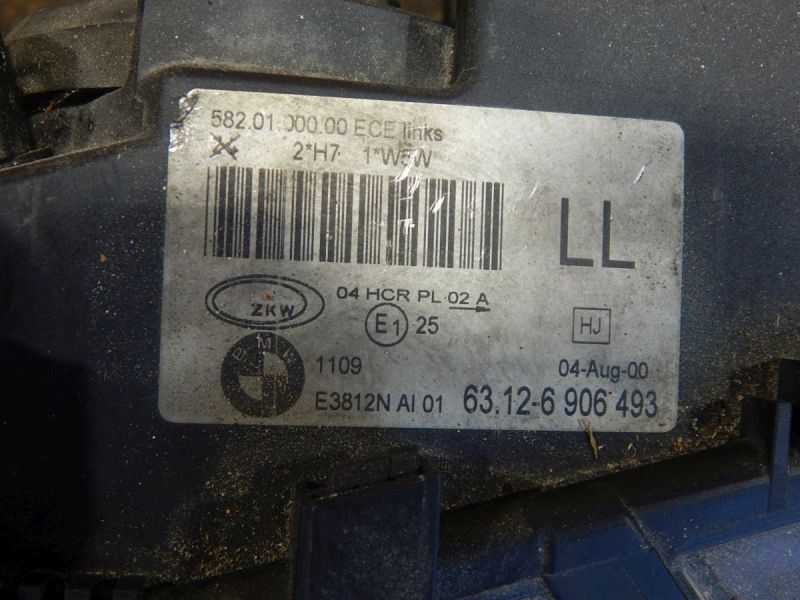 582.01.000.00 ECE links
2*H7 1*W5W
LL
ZKW
04 HCR PL 02 A
E1 25
HJ
BMW
1109
04-Aug-00
E3812N AI 01
63.12-6 906 493